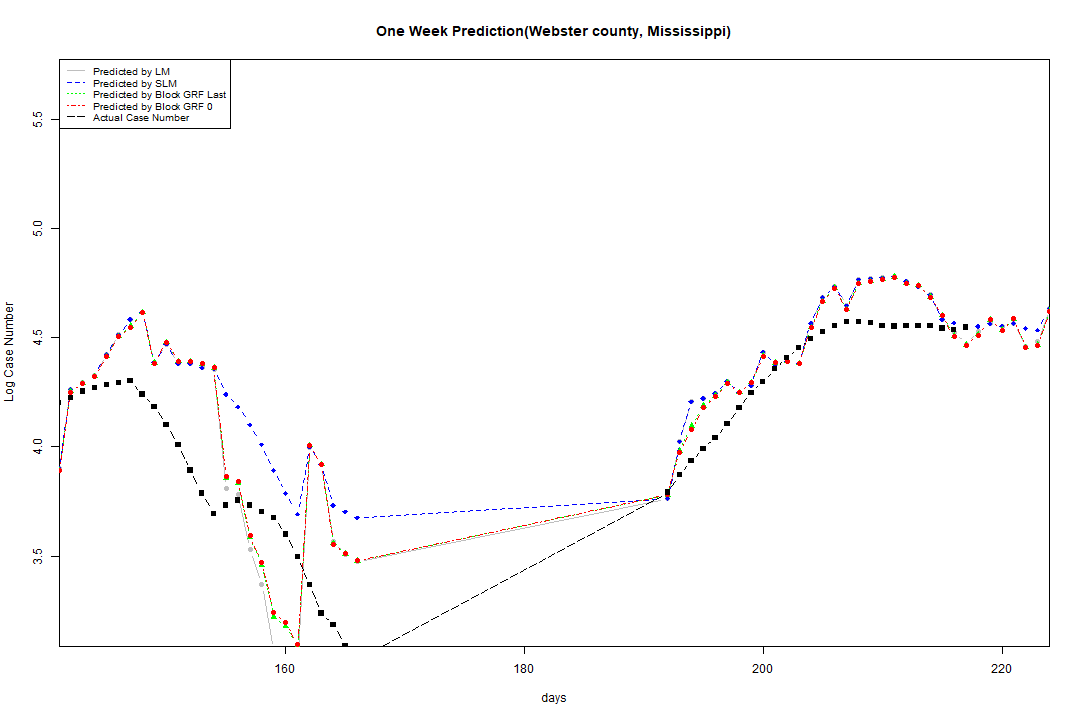 One Week Prediction(Webster county, Mississippi)
Predicted by LM
Predicted by SLM
Predicted by Block GRF Last
Predicted by Block GRF 0
Actual Case Number
5.5
5.0
4.5
4.0
3.5
Log Case Number
160
180
200
220
days